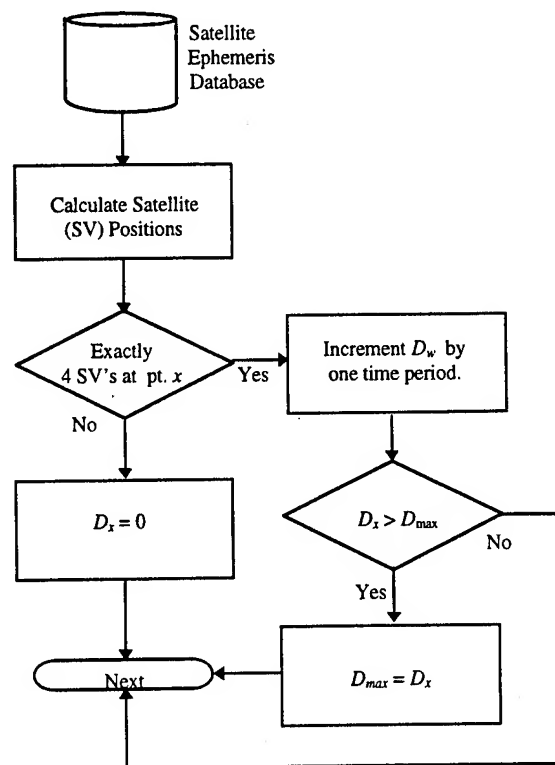 Satellite
Ephemeris
Database
Calculate Satellite
(SV) Positions
Exactly
4 SV's at pt. x
Yes
No
Increment D_w by
one time period.
D_x = 0
D_x > D_max
No
Yes
D_max = D_x
Next